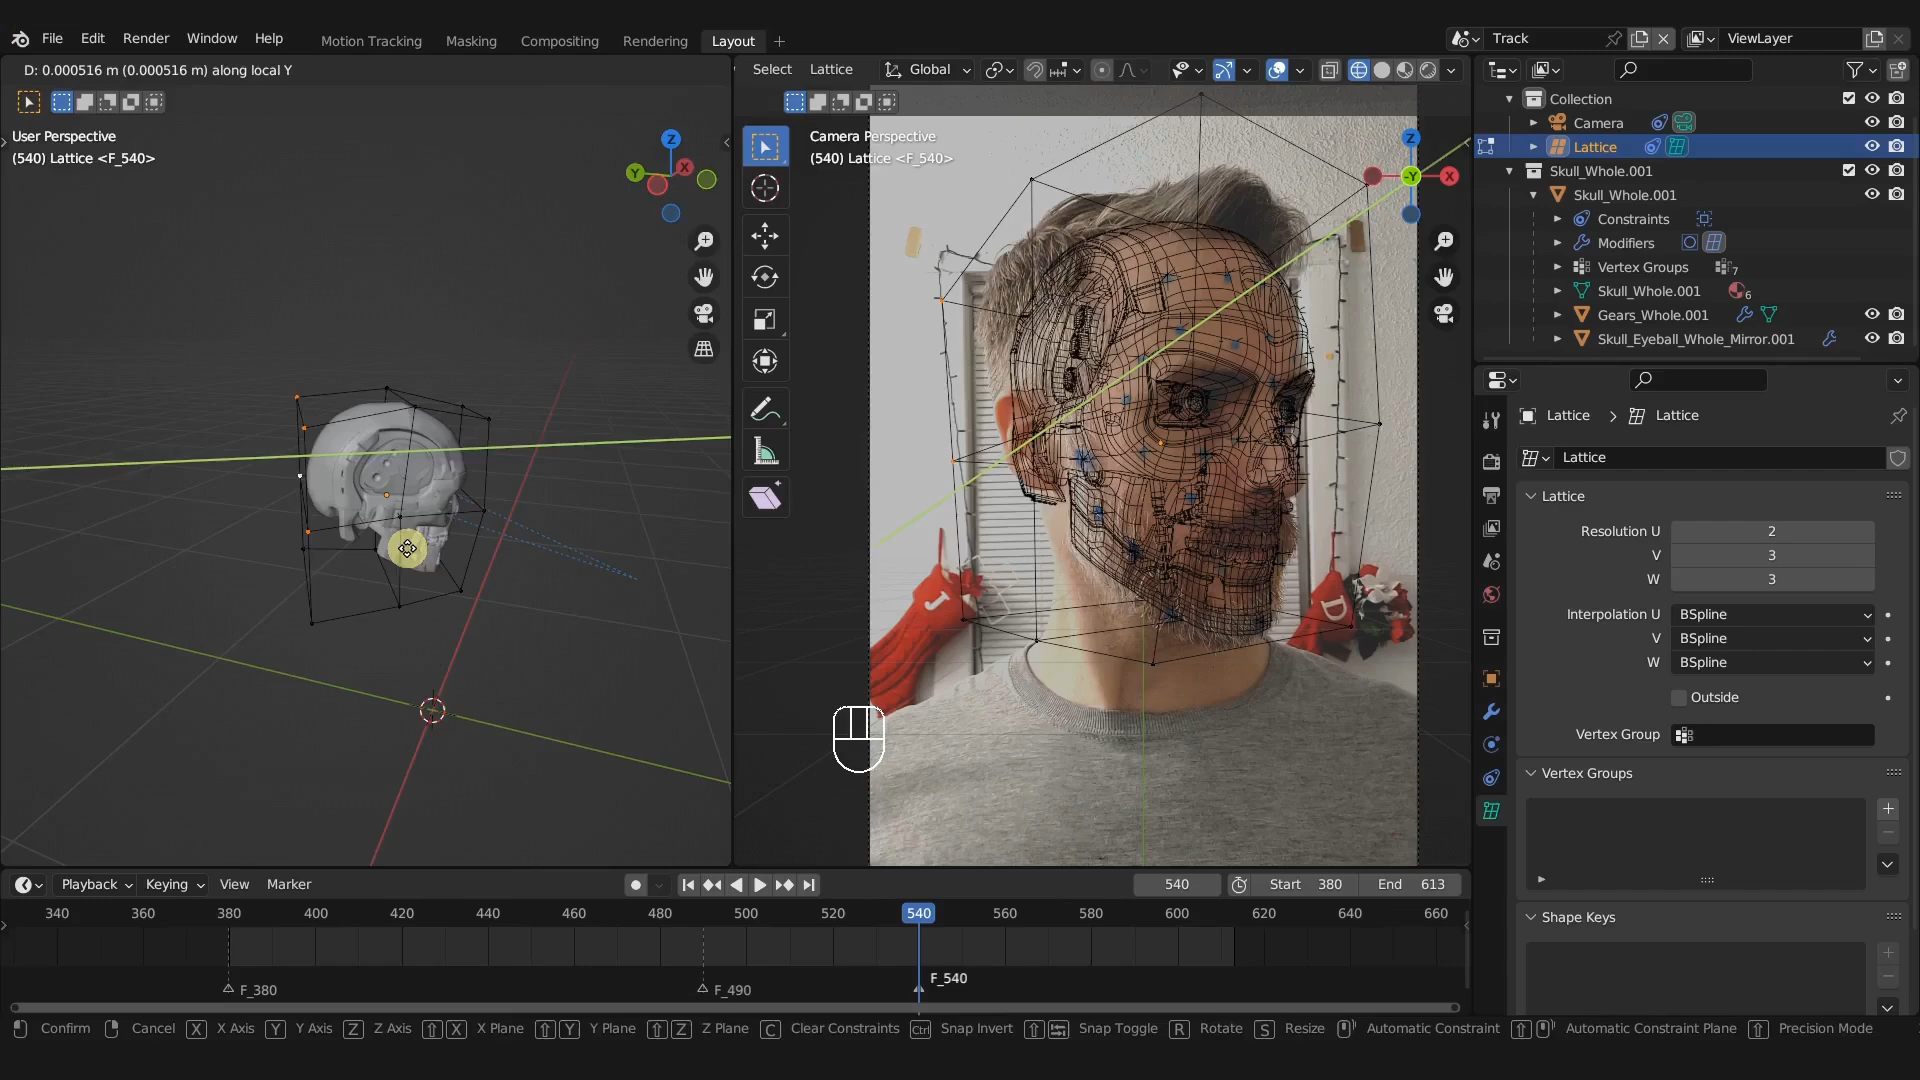 File Edit Render Window Help Motion Tracking Masking Compositing Rendering Layout Track ViewLayer
D: 0.000516 m (0.000516 m) along local Y Select Lattice Global
User Perspective
(540) Lattice <F_540>
Z
Y
X
Camera Perspective
(540) Lattice <F_540>
Z
-Y
X
J
D
Collection
Camera
Lattice
Skull_Whole.001
Skull_Whole.001
Constraints
Modifiers
Vertex Groups 7
Skull_Whole.001 6
Gears_Whole.001
Skull_Eyeball_Whole_Mirror.001
Lattice > Lattice
Lattice
Lattice
Resolution U 2
V 3
W 3
Interpolation U BSpline
V BSpline
W BSpline
Outside
Vertex Group
Vertex Groups
Shape Keys
Playback Keying View Marker 540 Start 380 End 613
340 360 380 400 420 440 460 480 500 520 540 560 580 600 620 640 660
F_380 F_490 F_540
Confirm Cancel X X Axis Y Y Axis Z Z Axis X X Plane Y Y Plane Z Z Plane C Clear Constraints Ctrl Snap Invert Snap Toggle R Rotate S Resize Automatic Constraint Automatic Constraint Plane Precision Mode